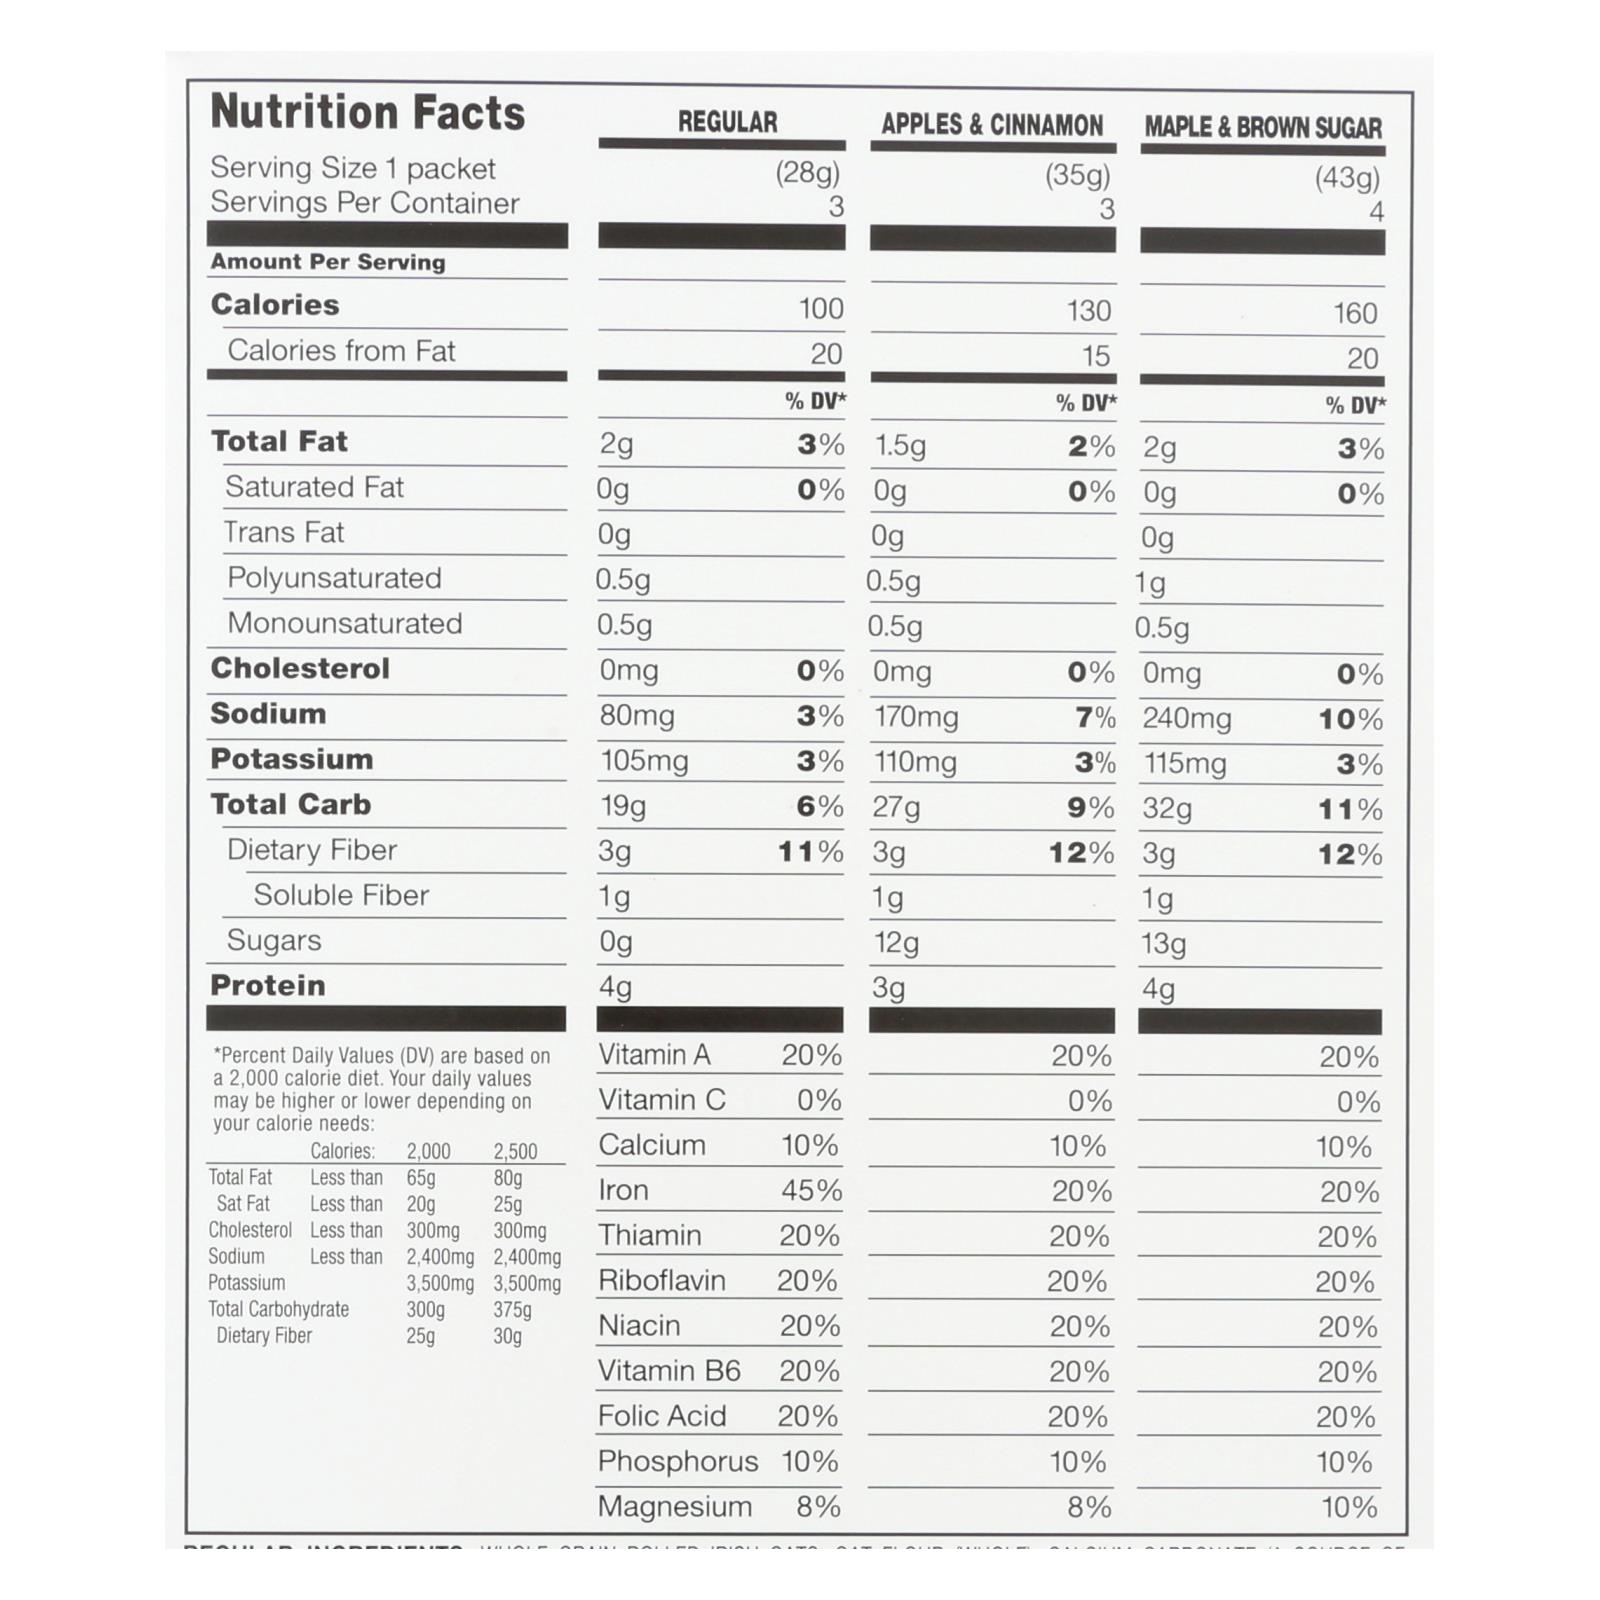 Nutrition Facts REGULAR APPLES & CINNAMON MAPLE & BROWN SUGAR
Serving Size 1 packet (28g) (35g) (43g)
Servings Per Container 3 3 4
Amount Per Serving
Calories 100 130 160
Calories from Fat 20 15 20
% DV* % DV* % DV*
Total Fat 2g 3% 1.5g 2% 2g 3%
Saturated Fat 0g 0% 0g 0% 0g 0%
Trans Fat 0g 0g 0g
Polyunsaturated 0.5g 0.5g 1g
Monounsaturated 0.5g 0.5g 0.5g
Cholesterol 0mg 0% 0mg 0% 0mg 0%
Sodium 80mg 3% 170mg 7% 240mg 10%
Potassium 105mg 3% 110mg 3% 115mg 3%
Total Carb 19g 6% 27g 9% 32g 11%
Dietary Fiber 3g 11% 3g 12% 3g 12%
Soluble Fiber 1g 1g 1g
Sugars 0g 12g 13g
Protein 4g 3g 4g
*Percent Daily Values (DV) are based on
a 2,000 calorie diet. Your daily values
may be higher or lower depending on
your calorie needs:
Calories: 2,000 2,500
Total Fat Less than 65g 80g
Sat Fat Less than 20g 25g
Cholesterol Less than 300mg 300mg
Sodium Less than 2,400mg 2,400mg
Potassium 3,500mg 3,500mg
Total Carbohydrate 300g 375g
Dietary Fiber 25g 30g
Vitamin A 20% 20% 20%
Vitamin C 0% 0% 0%
Calcium 10% 10% 10%
Iron 45% 20% 20%
Thiamin 20% 20% 20%
Riboflavin 20% 20% 20%
Niacin 20% 20% 20%
Vitamin B6 20% 20% 20%
Folic Acid 20% 20% 20%
Phosphorus 10% 10% 10%
Magnesium 8% 8% 10%